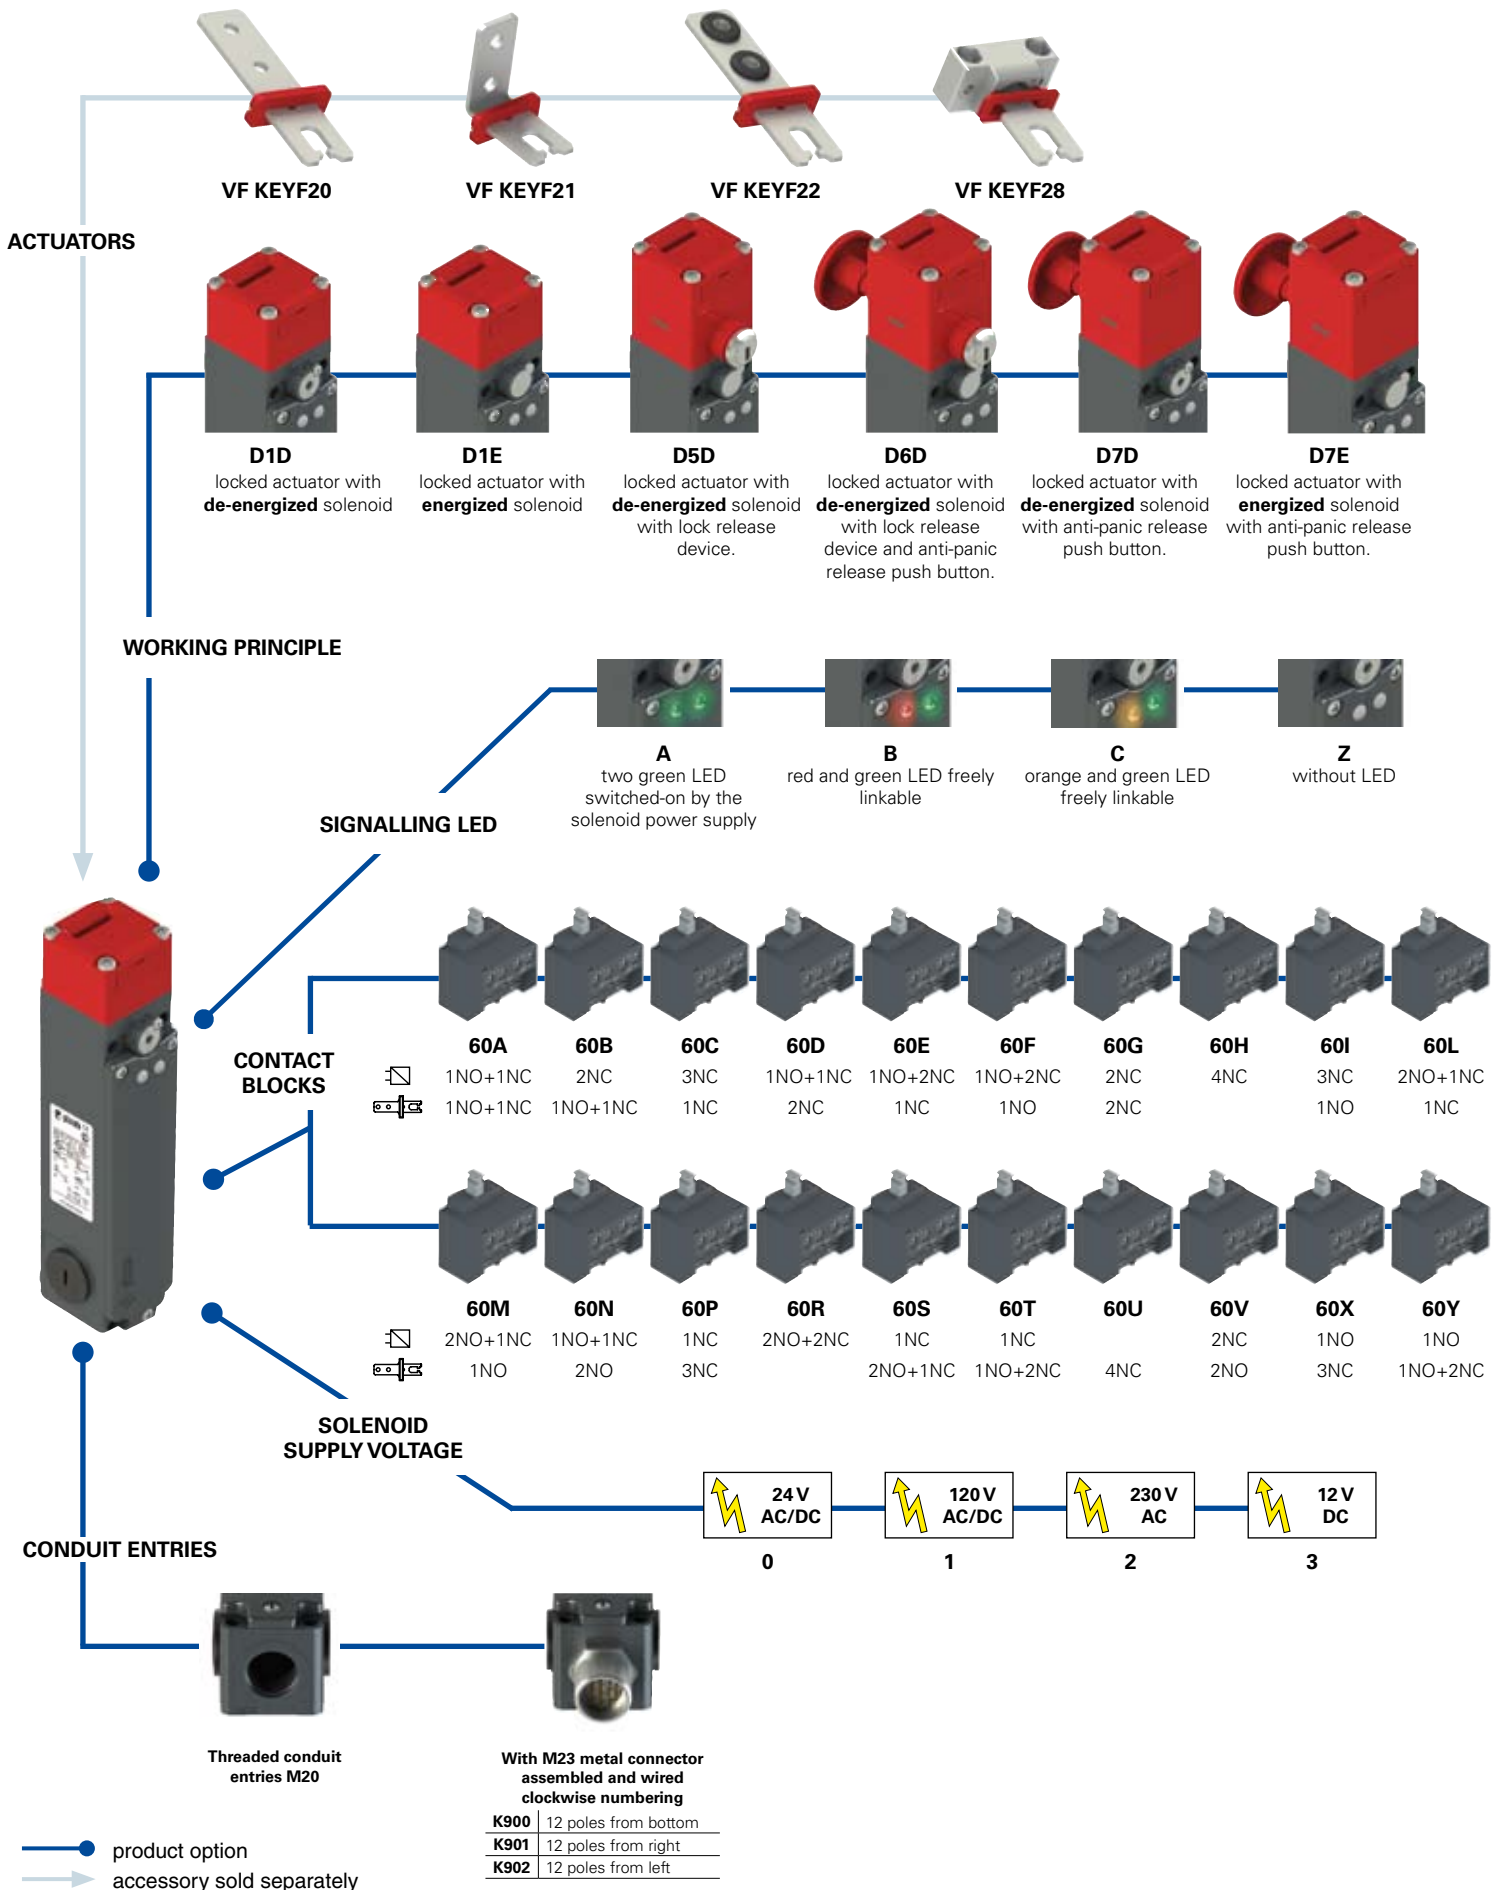 VF KEYF20
VF KEYF21
VF KEYF22
VF KEYF28
ACTUATORS
D1D
locked actuator with
de-energized solenoid
D1E
locked actuator with
energized solenoid
D5D
locked actuator with
de-energized solenoid
with lock release
device.
D6D
locked actuator with
de-energized solenoid
with lock release
device and anti-panic
release push button.
D7D
locked actuator with
de-energized solenoid
with anti-panic release
push button.
D7E
locked actuator with
energized solenoid
with anti-panic release
push button.
WORKING PRINCIPLE
A
two green LED
switched-on by the
solenoid power supply
B
red and green LED freely
linkable
C
orange and green LED
freely linkable
Z
without LED
SIGNALLING LED
CONTACT
BLOCKS
60A 60B 60C 60D 60E 60F 60G 60H 60I 60L
1NO+1NC 2NC 3NC 1NO+1NC 1NO+2NC 1NO+2NC 2NC 4NC 3NC 2NO+1NC
1NO+1NC 1NO+1NC 1NC 2NC 1NC 1NO 2NC 1NO 1NC
60M 60N 60P 60R 60S 60T 60U 60V 60X 60Y
2NO+1NC 1NO+1NC 1NC 2NO+2NC 1NC 1NC 2NC 1NO 1NO
1NO 2NO 3NC 2NO+1NC 1NO+2NC 4NC 2NO 3NC 1NO+2NC
SOLENOID
SUPPLY VOLTAGE
24 V
AC/DC
0
120 V
AC/DC
1
230 V
AC
2
12 V
DC
3
CONDUIT ENTRIES
Threaded conduit
entries M20
With M23 metal connector
assembled and wired
clockwise numbering
K900 12 poles from bottom
K901 12 poles from right
K902 12 poles from left
product option
accessory sold separately